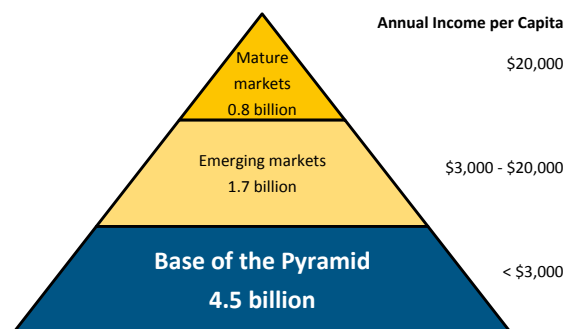 Annual Income per Capita
Mature
markets
0.8 billion
$20,000
Emerging markets
1.7 billion
$3,000 - $20,000
Base of the Pyramid
4.5 billion
< $3,000